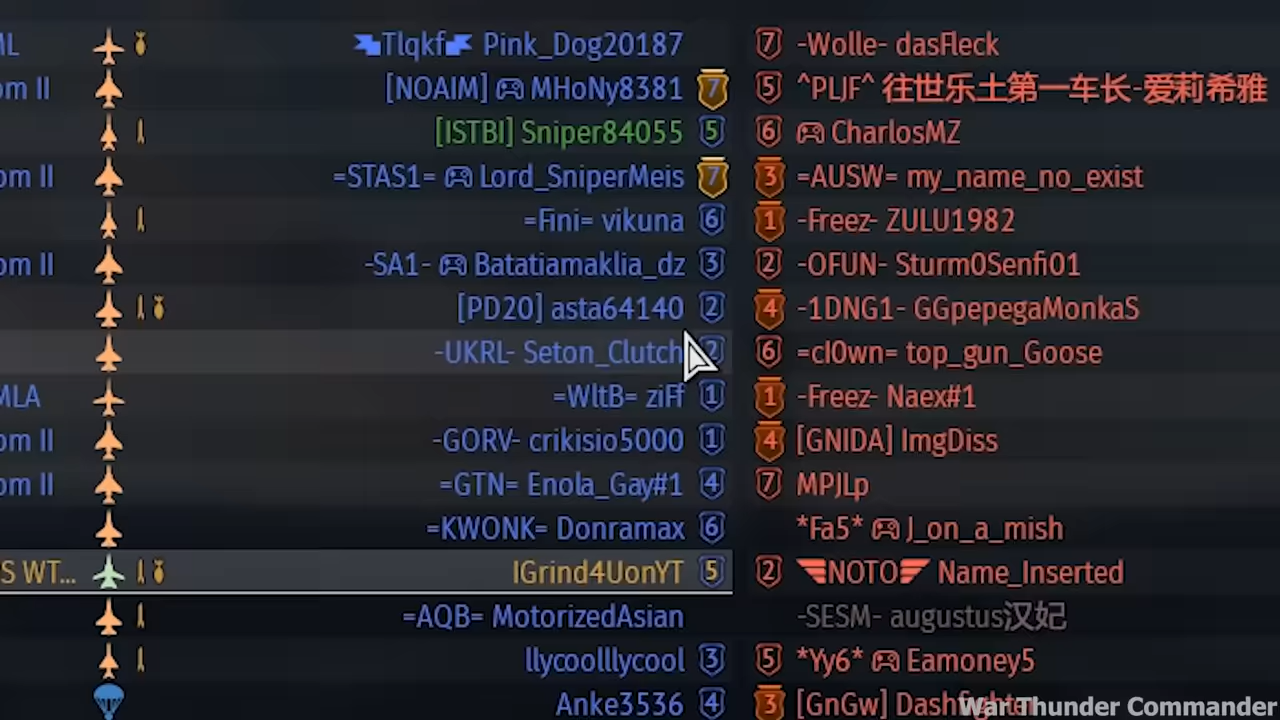 ML Tlqkf Pink_Dog20187 7 -Wolle- dasFleck
om II [NOAIM] MHoNy8381 7 5 ^PLJF^ 往世乐土第一车长-爱莉希雅
[ISTBI] Sniper84055 5 6 CharlosMZ
om II =STAS1= Lord_SniperMeis 7 3 =AUSW= my_name_no_exist
=Fini= vikuna 6 1 -Freez- ZULU1982
om II -SA1- Batatiamaklia_dz 3 2 -OFUN- Sturm0Senfi01
[PD20] asta64140 2 4 -1DNG1- GGpepegaMonkaS
-UKRL- Seton_Clutch 2 6 =cl0wn= top_gun_Goose
MLA =WltB= ziFf 1 1 -Freez- Naex#1
om II -GORV- crikisio5000 1 4 [GNIDA] ImgDiss
om II =GTN= Enola_Gay#1 4 7 MPJLp
=KWONK= Donramax 6 *Fa5* J_on_a_mish
S WT... IGrind4UonYT 5 2 NOTO Name_Inserted
=AQB= MotorizedAsian -SESM- augustus汉妃
llycoolllycool 3 5 *Yy6* Eamoney5
Anke3536 4 3 [GnGw] Dashfighter
War Thunder Commander